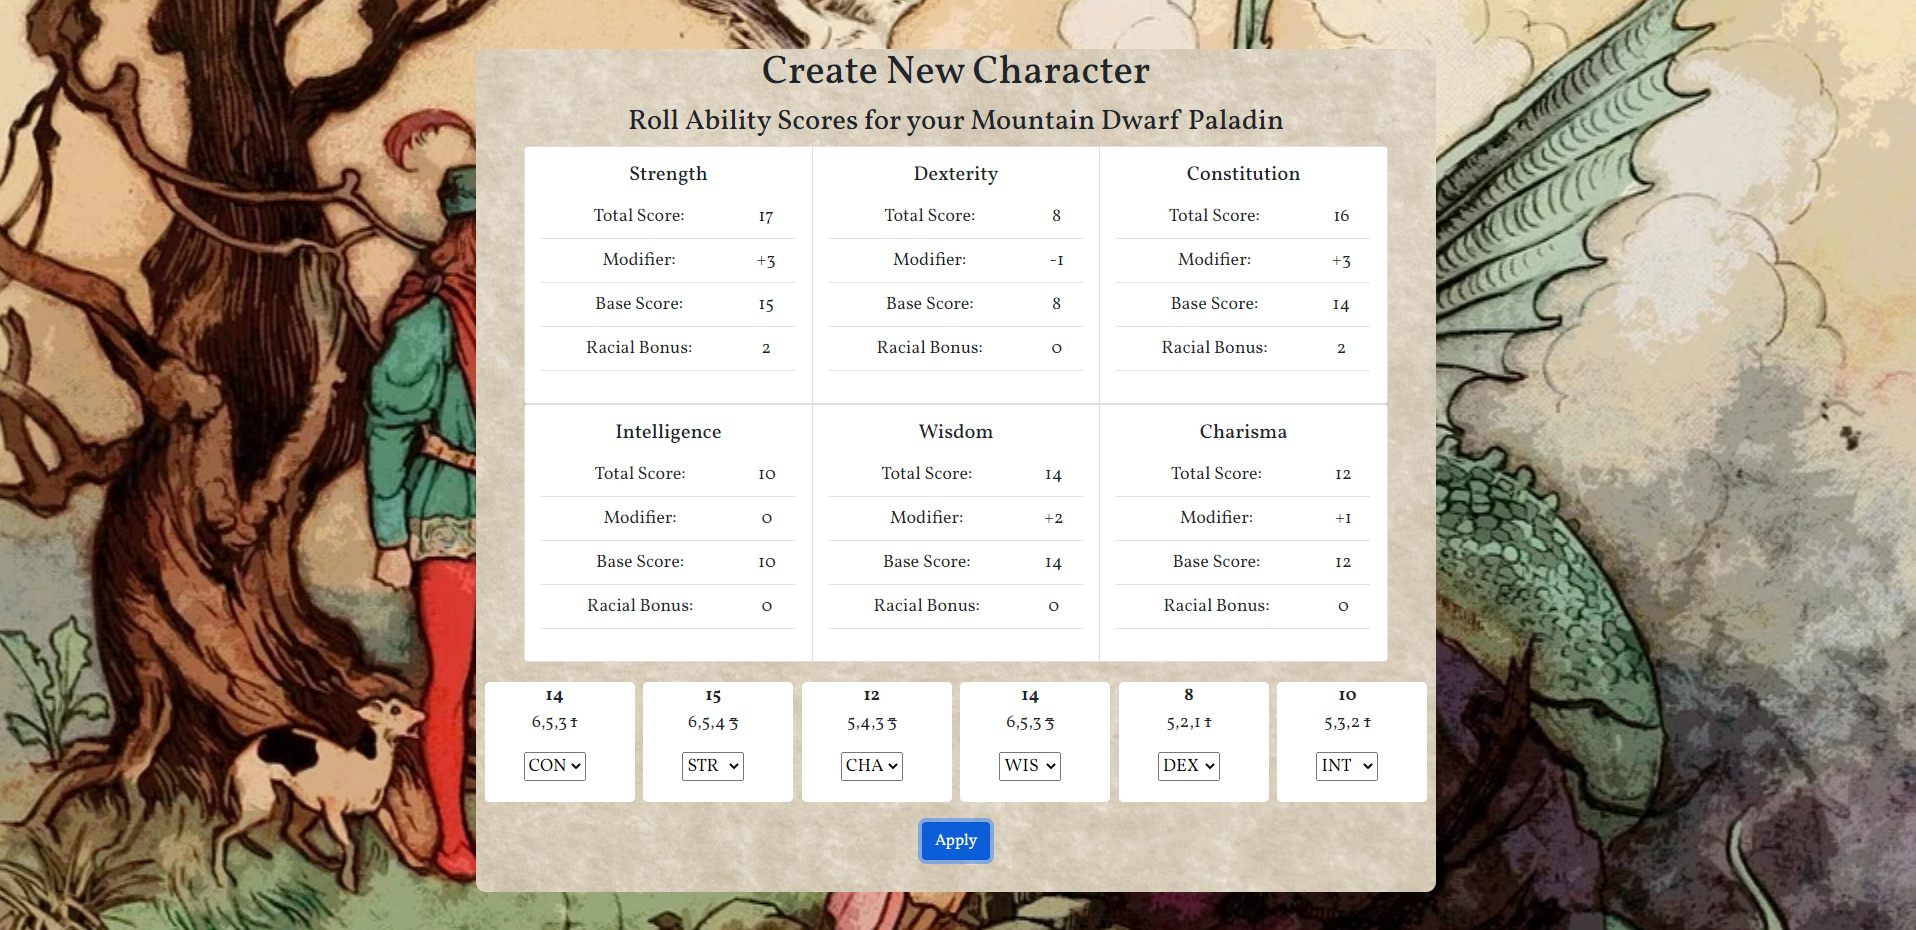 Create New Character
Roll Ability Scores for your Mountain Dwarf Paladin
Strength
Total Score: 17
Modifier: +3
Base Score: 15
Racial Bonus: 2
Dexterity
Total Score: 8
Modifier: -1
Base Score: 8
Racial Bonus: 0
Constitution
Total Score: 16
Modifier: +3
Base Score: 14
Racial Bonus: 2
Intelligence
Total Score: 10
Modifier: 0
Base Score: 10
Racial Bonus: 0
Wisdom
Total Score: 14
Modifier: +2
Base Score: 14
Racial Bonus: 0
Charisma
Total Score: 12
Modifier: +1
Base Score: 12
Racial Bonus: 0
14
6,5,3 1
CON
15
6,5,4 3
STR
12
5,4,3 3
CHA
14
6,5,3 3
WIS
8
5,2,1 1
DEX
10
5,3,2 1
INT
Apply